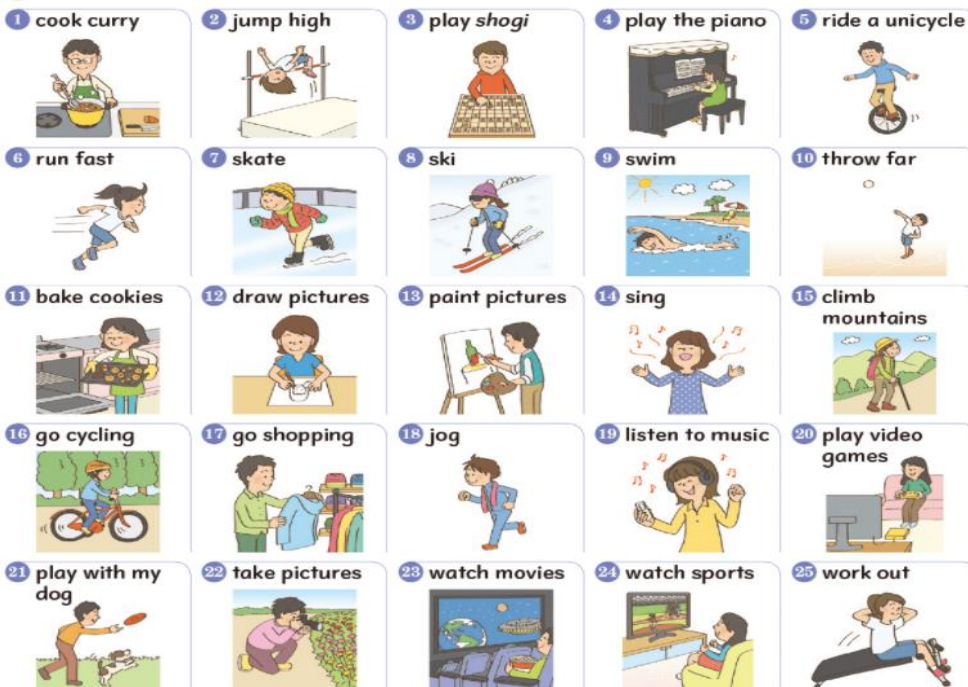 1 cook curry
2 jump high
3 play shogi
4 play the piano
5 ride a unicycle
6 run fast
7 skate
8 ski
9 swim
10 throw far
11 bake cookies
12 draw pictures
13 paint pictures
14 sing
15 climb
mountains
16 go cycling
17 go shopping
18 jog
19 listen to music
20 play video
games
21 play with my
dog
22 take pictures
23 watch movies
24 watch sports
25 work out